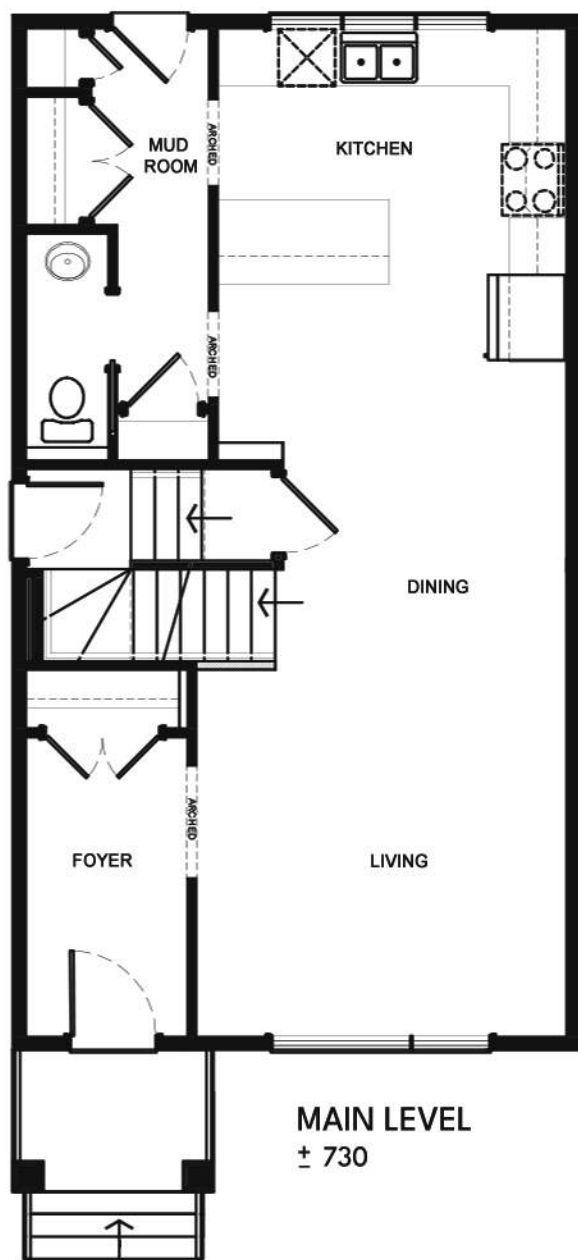 MUD
ROOM
ARCHED
KITCHEN
ARCHED
DINING
ARCHED
FOYER
LIVING
MAIN LEVEL
± 730